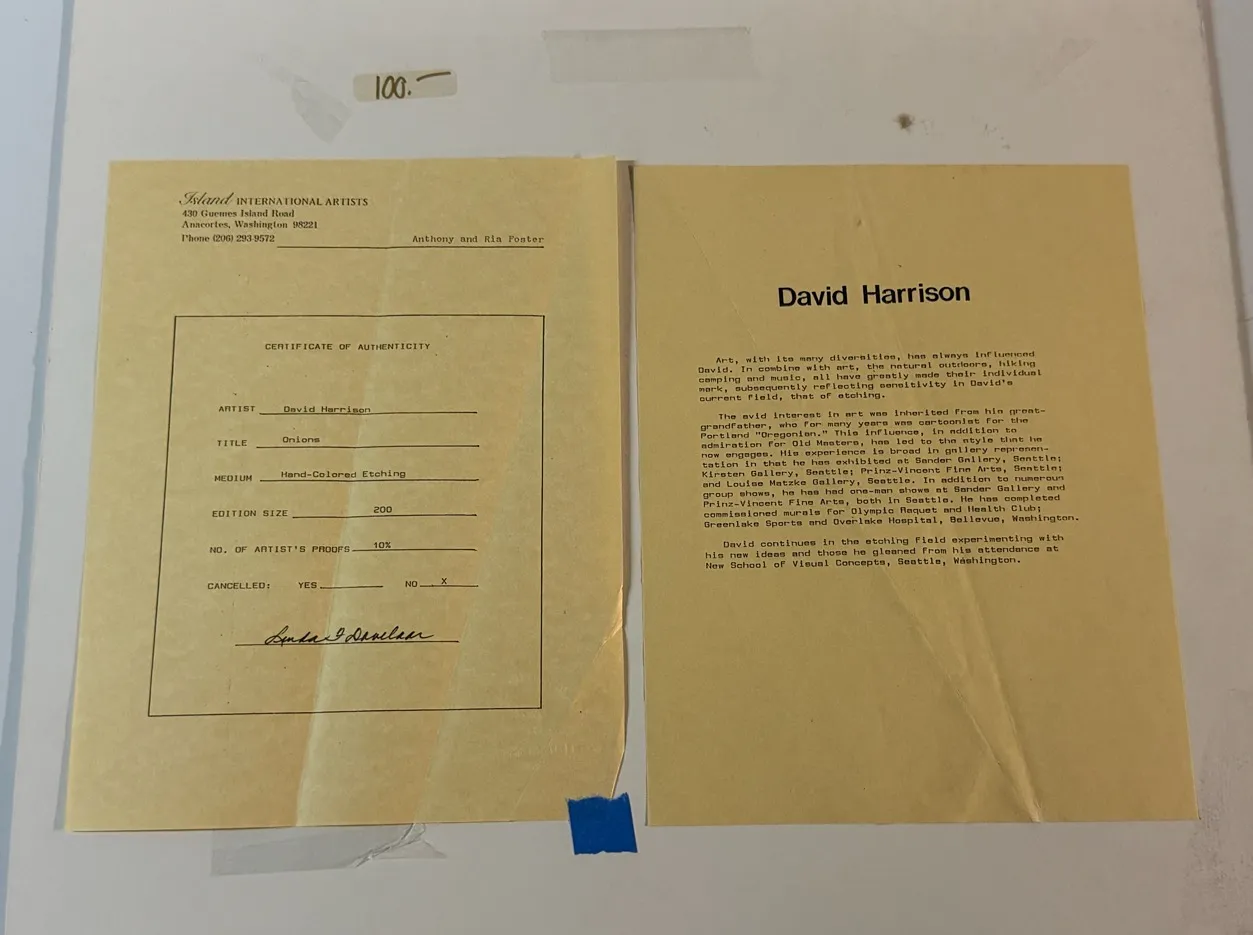 100.—
Island INTERNATIONAL ARTISTS
430 Guemes Island Road
Anacortes, Washington 98221
Phone (206) 293-9572
Anthony and Ria Foster
CERTIFICATE OF AUTHENTICITY
ARTIST David Harrison
TITLE Onions
MEDIUM Hand-Colored Etching
EDITION SIZE 200
NO. OF ARTIST'S PROOFS 10%
CANCELLED: YES NO X
David Harrison
Art, with its many diversities, has always influenced
David. In combine with art, the natural outdoors, hiking
camping and music, all have greatly made their individual
mark, subsequently reflecting sensitivity in David's
current field, that of etching.
The avid interest in art was inherited from his great-
grandfather, who for many years was cartoonist for the
Portland "Oregonian." This influence, in addition to
admiration for Old Masters, has led to the style that he
now engages. His experience is broad in gallery represen-
tation in that he has exhibited at Sander Gallery, Seattle;
Kirsten Gallery, Seattle; Prinz-Vincent Fine Arts, Seattle;
and Louise Matzke Gallery, Seattle. In addition to numerous
group shows, he has had one-man shows at Sander Gallery and
Prinz-Vincent Fine Arts, both in Seattle. He has completed
commissioned murals for Olympic Raquet and Health Club;
Greenlake Sports and Overlake Hospital, Bellevue, Washington.
David continues in the etching field experimenting with
his new ideas and those he gleaned from his attendence at
New School of Visual Concepts, Seattle, Washington.